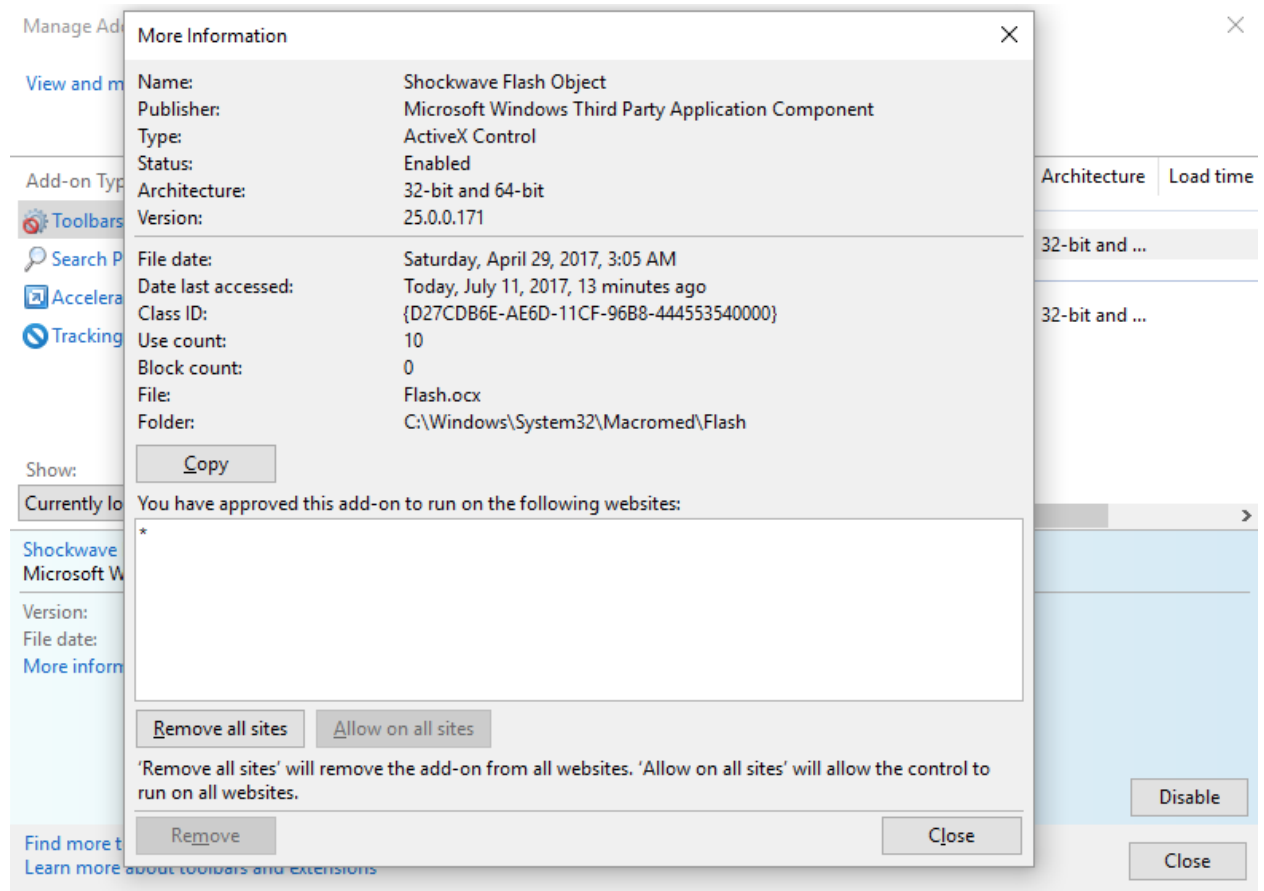 Manage Ad
View and m
Add-on Typ
Toolbars
Search P
Accelera
Tracking
Show:
Currently lo
Shockwave
Microsoft W
Version:
File date:
More inform
Find more t
Learn more about toolbars and extensions
More Information
Name: Shockwave Flash Object
Publisher: Microsoft Windows Third Party Application Component
Type: ActiveX Control
Status: Enabled
Architecture: 32-bit and 64-bit
Version: 25.0.0.171
File date: Saturday, April 29, 2017, 3:05 AM
Date last accessed: Today, July 11, 2017, 13 minutes ago
Class ID: {D27CDB6E-AE6D-11CF-96B8-444553540000}
Use count: 10
Block count: 0
File: Flash.ocx
Folder: C:\Windows\System32\Macromed\Flash
Copy
You have approved this add-on to run on the following websites:
*
Remove all sites Allow on all sites
‘Remove all sites’ will remove the add-on from all websites. ‘Allow on all sites’ will allow the control to
run on all websites.
Remove Close
Architecture Load time
32-bit and ...
32-bit and ...
Disable
Close